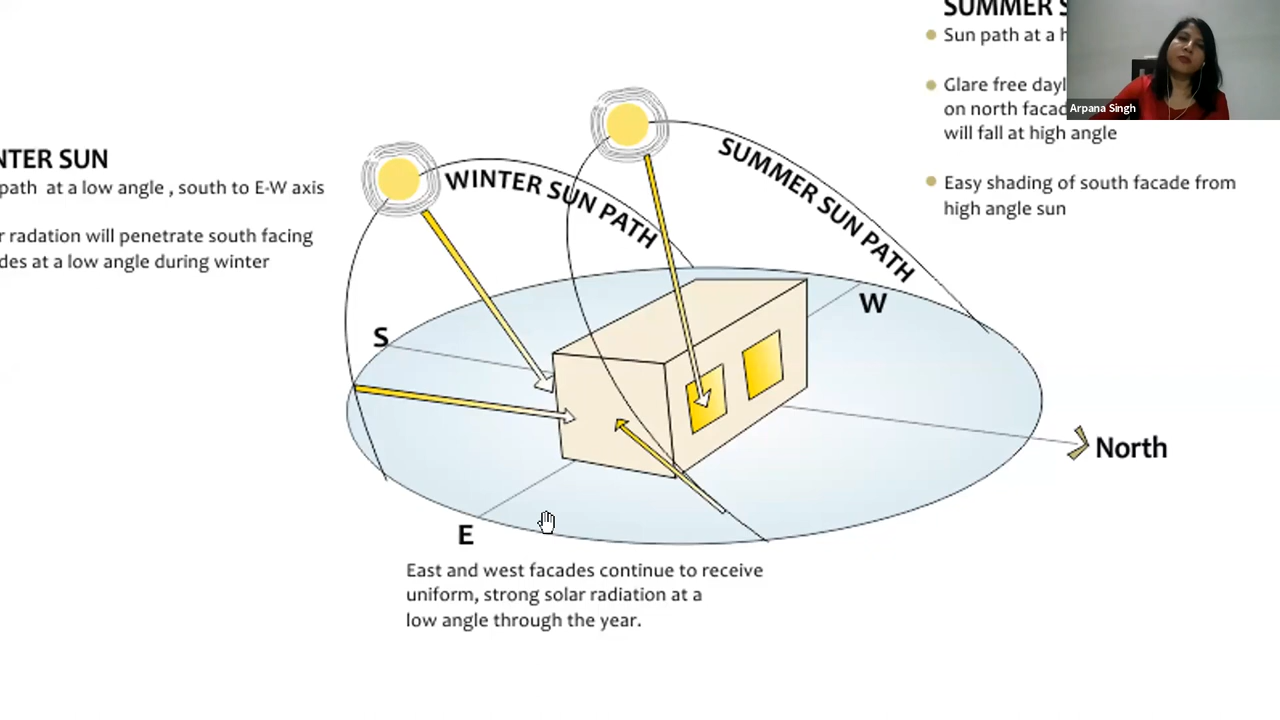 SUMMER S
Sun path at a h
Glare free dayl
on north facad
will fall at high angle
Easy shading of south facade from
high angle sun
Arpana Singh
NTER SUN
path at a low angle , south to E-W axis
r radation will penetrate south facing
des at a low angle during winter
WINTER SUN PATH
SUMMER SUN PATH
S
W
North
E
East and west facades continue to receive
uniform, strong solar radiation at a
low angle through the year.